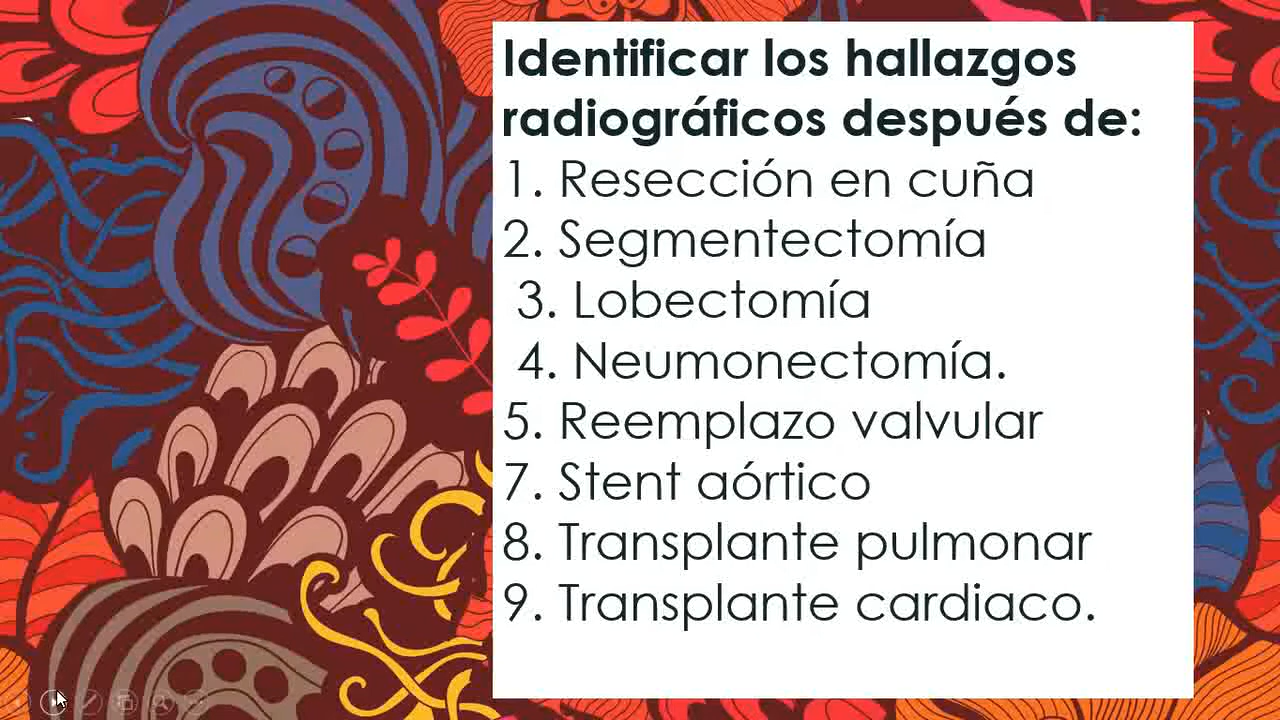 Identificar los hallazgos
radiográficos después de:
1. Resección en cuña
2. Segmentectomía
3. Lobectomía
4. Neumonectomía.
5. Reemplazo valvular
7. Stent aórtico
8. Transplante pulmonar
9. Transplante cardiaco.